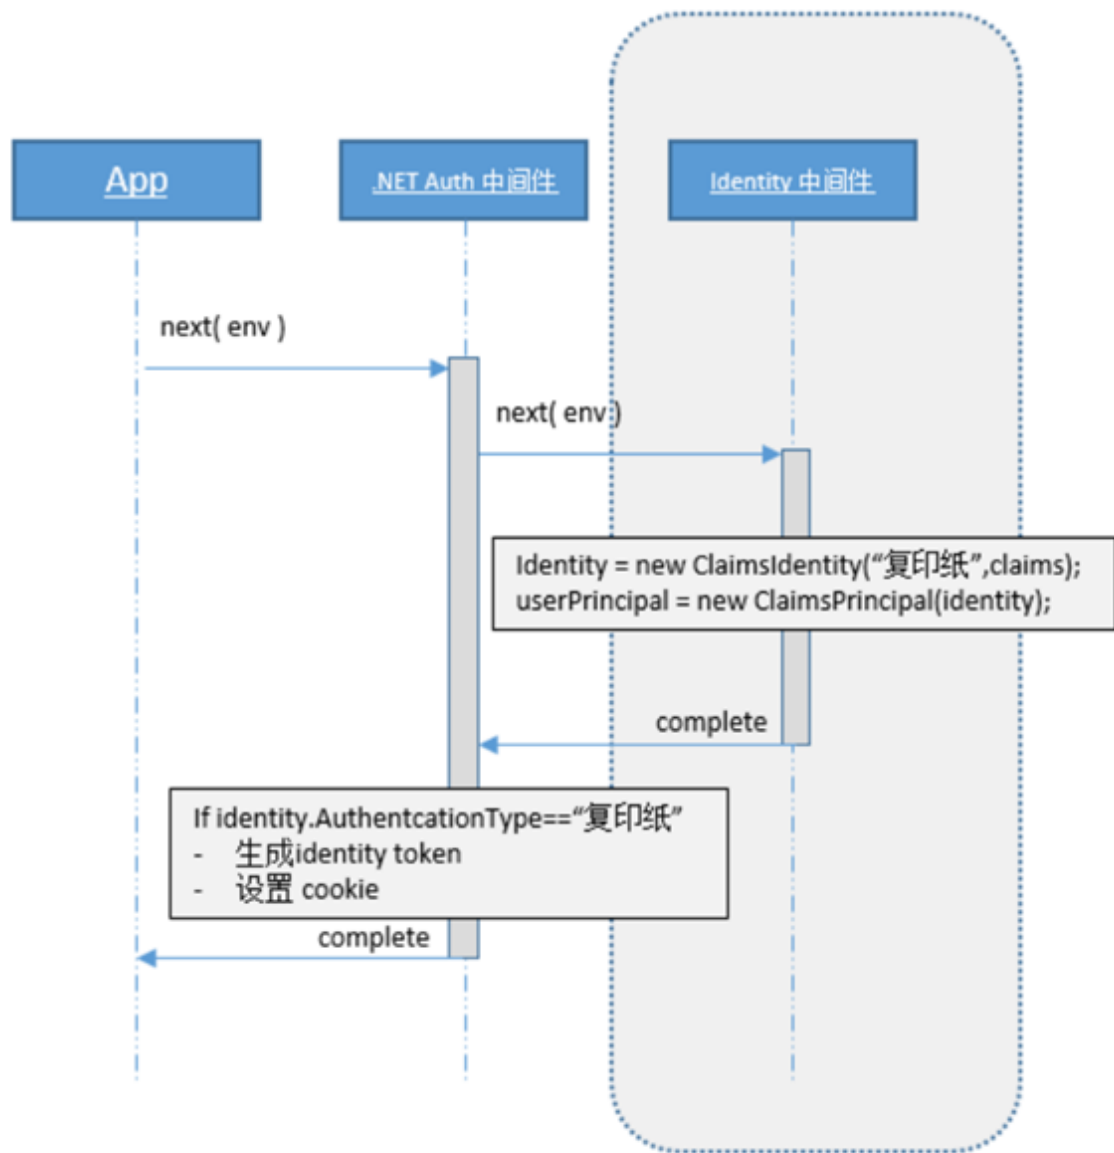 App
.NET Auth 中间件
Identity 中间件
next( env )
next( env )
Identity = new ClaimsIdentity(“复印纸”,claims);
userPrincipal = new ClaimsPrincipal(identity);
complete
If identity.AuthentcationType==“复印纸”
- 生成identity token
- 设置 cookie
complete